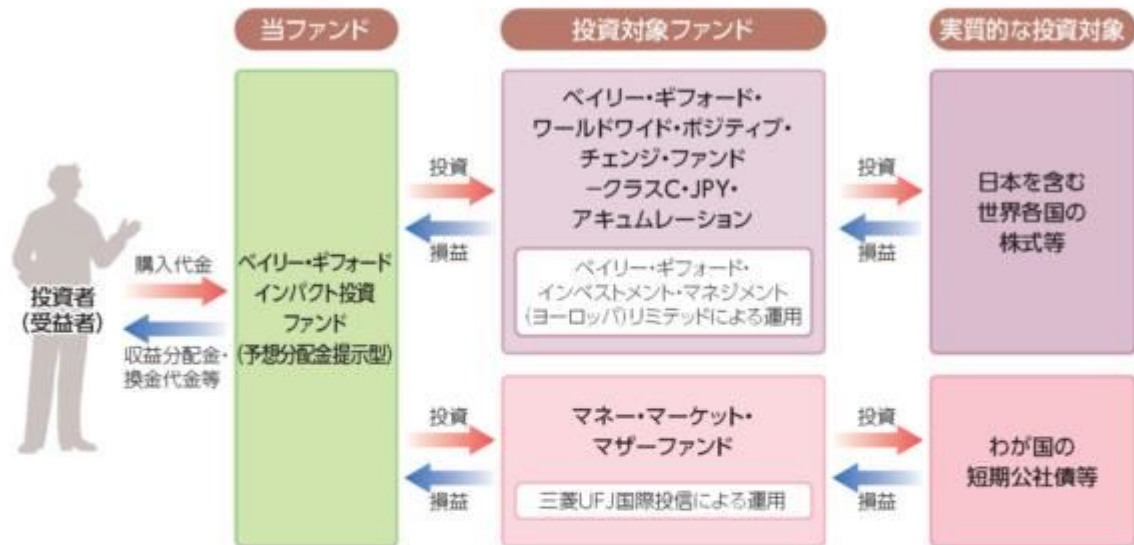 当ファンド
投資対象ファンド
実質的な投資対象
投資者
(受益者)
購入代金
収益分配金・
換金代金等
ベイリー・ギフォード
インパクト投資
ファンド
(予想分配金提示型)
投資
損益
ベイリー・ギフォード・
ワールドワイド・ポジティブ・
チェンジ・ファンド
ークラスC・JPY・
アキュムレーション
ベイリー・ギフォード・
インベストメント・マネジメント
(ヨーロッパ)リミテッドによる運用
投資
損益
日本を含む
世界各国の
株式等
投資
損益
マネー・マーケット・
マザーファンド
三菱UFJ国際投信による運用
投資
損益
わが国の
短期公社債等